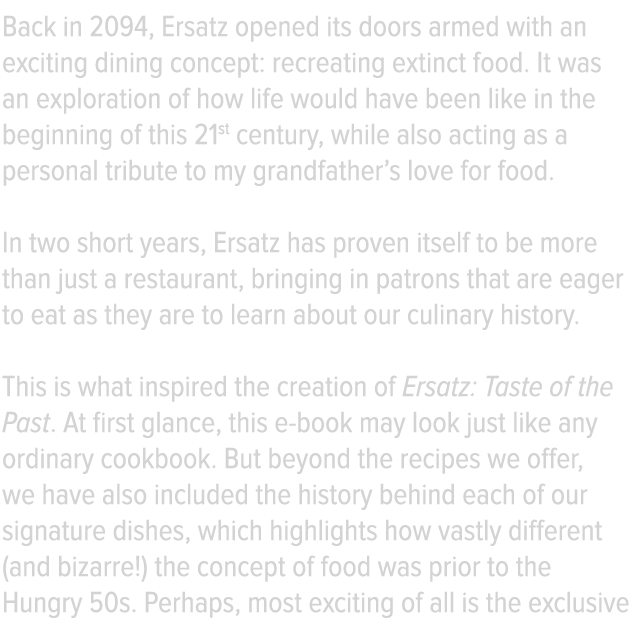 Back in 2094, Ersatz opened its doors armed with an
exciting dining concept: recreating extinct food. It was
an exploration of how life would have been like in the
beginning of this 21st century, while also acting as a
personal tribute to my grandfather’s love for food.
In two short years, Ersatz has proven itself to be more
than just a restaurant, bringing in patrons that are eager
to eat as they are to learn about our culinary history.
This is what inspired the creation of Ersatz: Taste of the
Past. At first glance, this e-book may look just like any
ordinary cookbook. But beyond the recipes we offer,
we have also included the history behind each of our
signature dishes, which highlights how vastly different
(and bizarre!) the concept of food was prior to the
Hungry 50s. Perhaps, most exciting of all is the exclusive